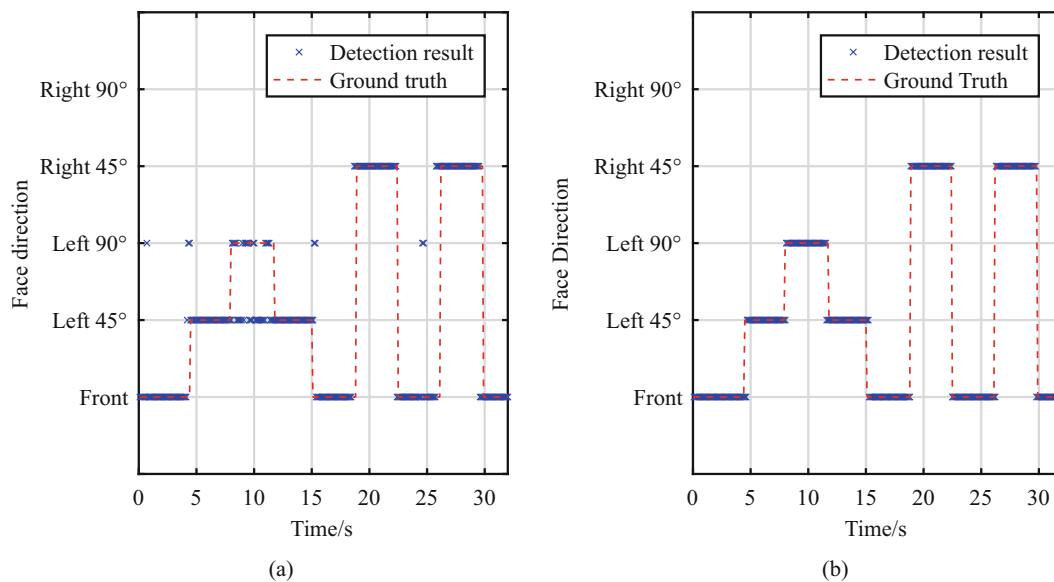 Detection result
Ground truth
Right 90°
Right 45°
Left 90°
Left 45°
Front
Face direction
0 5 10 15 20 25 30
Time/s
(a)
Detection result
Ground Truth
Right 90°
Right 45°
Left 90°
Left 45°
Front
Face Direction
0 5 10 15 20 25 30
Time/s
(b)